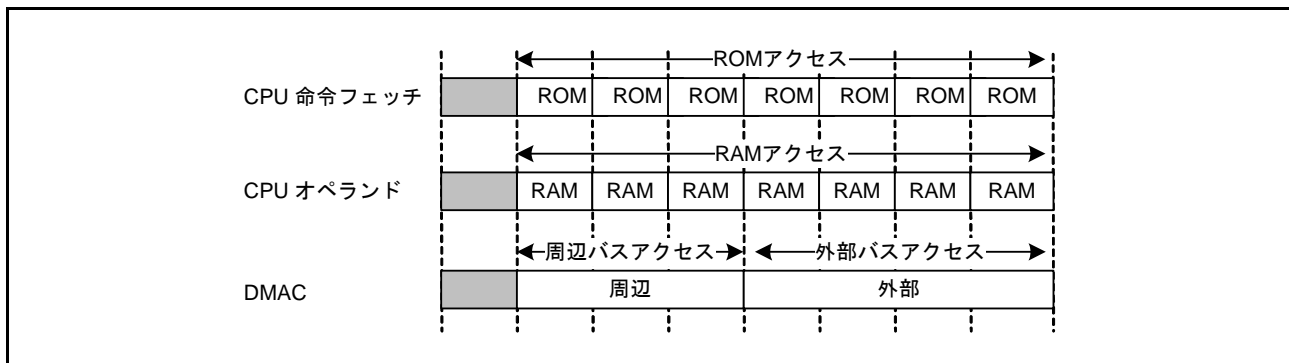 ROMアクセス
CPU 命令フェッチ ROM ROM ROM ROM ROM ROM ROM
RAMアクセス
CPU オペランド RAM RAM RAM RAM RAM RAM RAM
周辺バスアクセス 外部バスアクセス
DMAC 周辺 外部